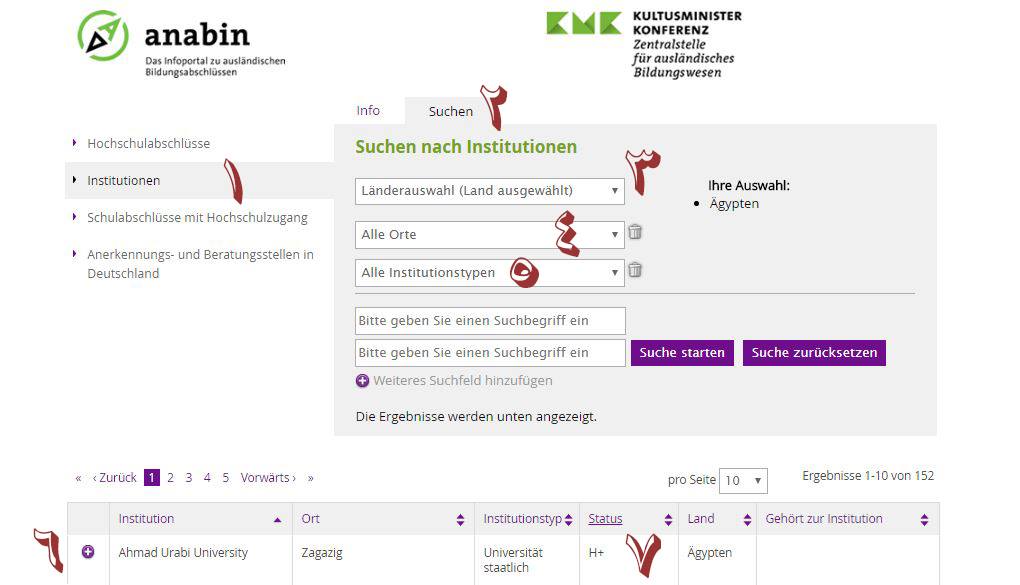 anabin
Das Infoportal zu ausländischen
Bildungsabschlüssen
KMK KULTUSMINISTER
KONFERENZ
Zentralstelle
für ausländisches
Bildungswesen
Info
Suchen
٢
Hochschulabschlüsse
Institutionen
١
Schulabschlüsse mit Hochschulzugang
Anerkennungs- und Beratungsstellen in
Deutschland
Suchen nach Institutionen
٣
Länderauswahl (Land ausgewählt)
Ihre Auswahl:
Ägypten
Alle Orte
٤
Alle Institutionstypen
٥
Bitte geben Sie einen Suchbegriff ein
Bitte geben Sie einen Suchbegriff ein
Suche starten
Suche zurücksetzen
Weiteres Suchfeld hinzufügen
Die Ergebnisse werden unten angezeigt.
« ‹ Zurück 1 2 3 4 5 Vorwärts › »
pro Seite 10
Ergebnisse 1-10 von 152
Institution Ort Institutionstyp Status Land Gehört zur Institution
٦
Ahmad Urabi University Zagazig Universität H+ ٧ Ägypten
staatlich